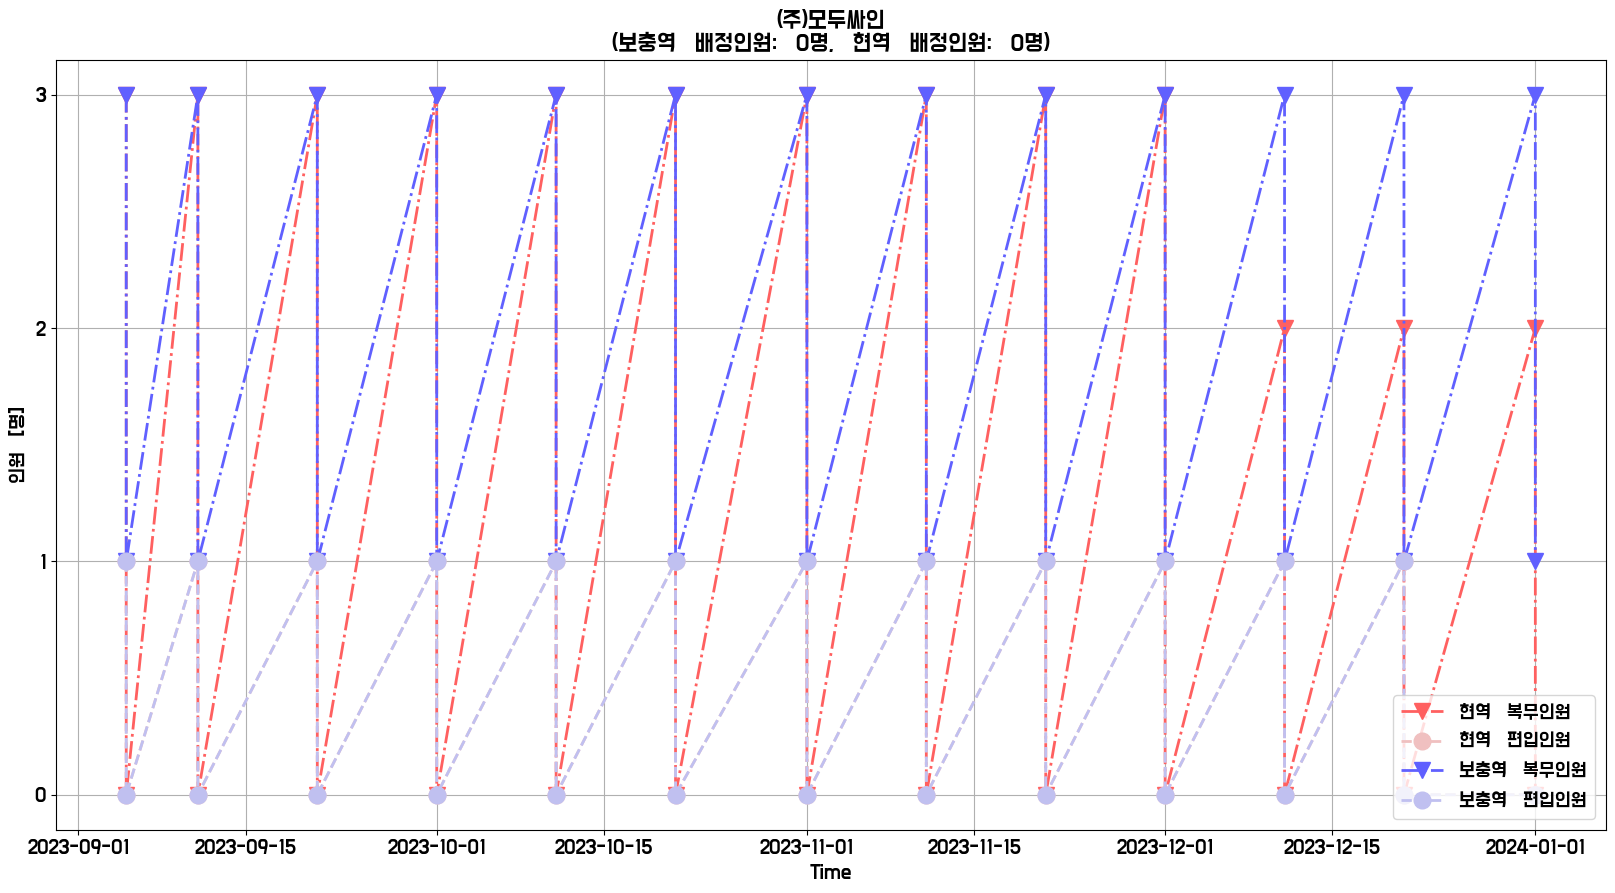 (주)모두싸인
(보충역 배정인원: 0명, 현역 배정인원: 0명)
인원 [명]
3
2
1
0
2023-09-01 2023-09-15 2023-10-01 2023-10-15 2023-11-01 2023-11-15 2023-12-01 2023-12-15 2024-01-01
Time
현역 복무인원
현역 편입인원
보충역 복무인원
보충역 편입인원